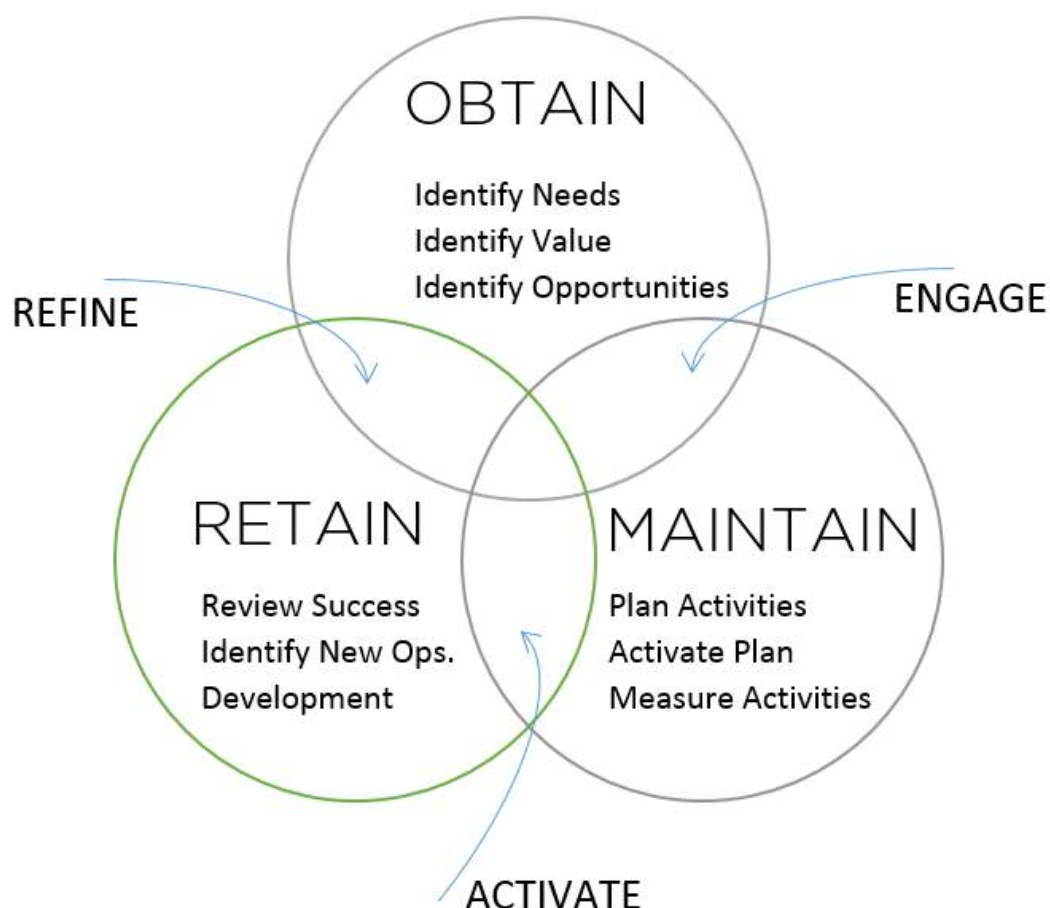 OBTAIN
Identify Needs
Identify Value
Identify Opportunities
REFINE
ENGAGE
RETAIN
Review Success
Identify New Ops.
Development
MAINTAIN
Plan Activities
Activate Plan
Measure Activities
ACTIVATE